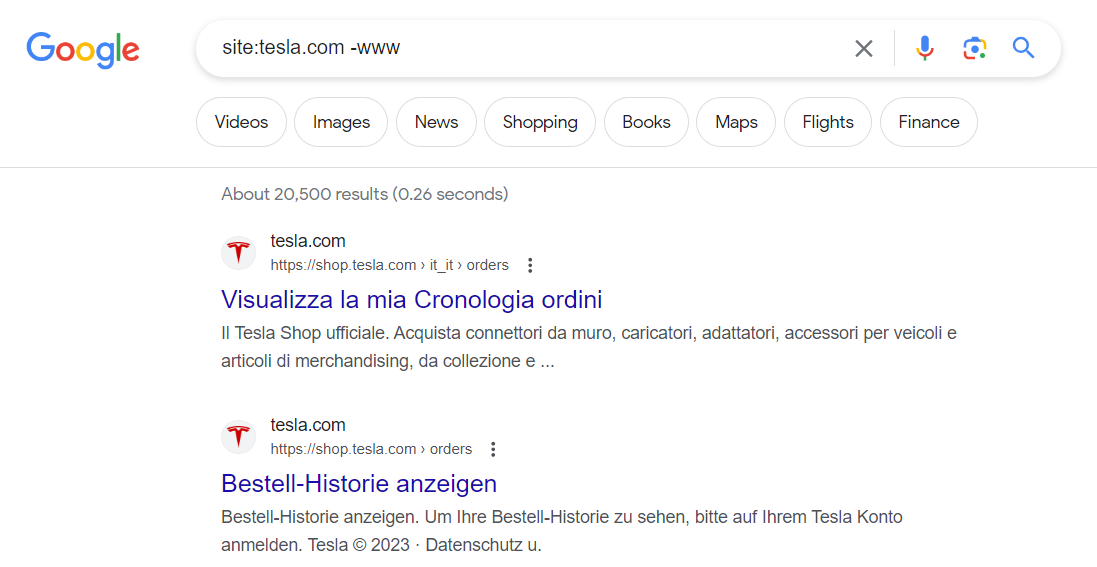 Google
site:tesla.com -www
Videos
Images
News
Shopping
Books
Maps
Flights
Finance
About 20,500 results (0.26 seconds)
tesla.com
https://shop.tesla.com › it_it › orders
Visualizza la mia Cronologia ordini
Il Tesla Shop ufficiale. Acquista connettori da muro, caricatori, adattatori, accessori per veicoli e
articoli di merchandising, da collezione e ...
tesla.com
https://shop.tesla.com › orders
Bestell-Historie anzeigen
Bestell-Historie anzeigen. Um Ihre Bestell-Historie zu sehen, bitte auf Ihrem Tesla Konto
anmelden. Tesla © 2023 · Datenschutz u.